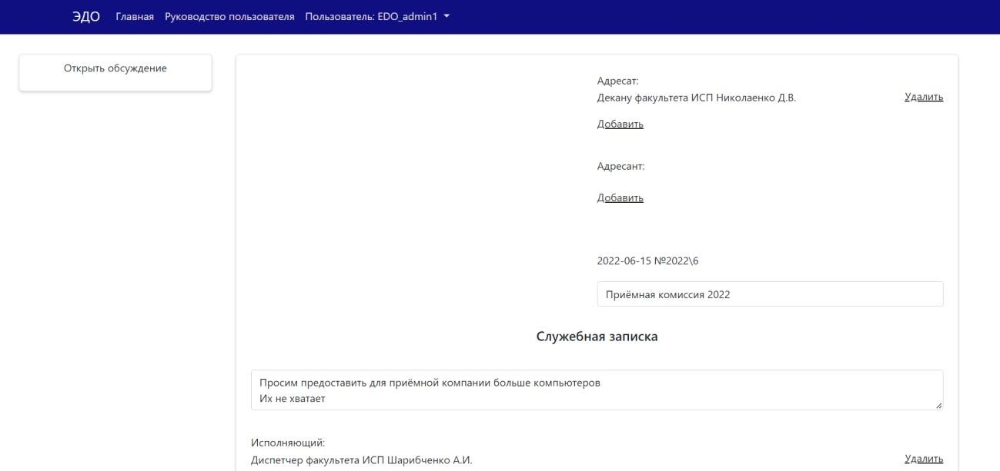 ЭДО Главная Руководство пользователя Пользователь: EDO_admin1
Открыть обсуждение
Адресат:
Декану факультета ИСП Николаенко Д.В. Удалить
Добавить
Адресант:
Добавить
2022-06-15 №2022\6
Приёмная комиссия 2022
Служебная записка
Просим предоставить для приёмной компании больше компьютеров
Их не хватает
Исполняющий:
Диспетчер факультета ИСП Шарибченко А.И. Удалить